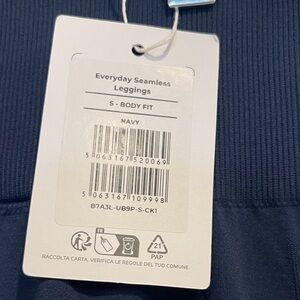 Everyday Seamless
Leggings
S - BODY FIT
NAVY
5 063167 520069
5 063167 109998
B7A3L-UB9P-S-CK1
FR
21
PAP
RACCOLTA CARTA. VERIFICA LE REGOLE DEL TUO COMUNE.